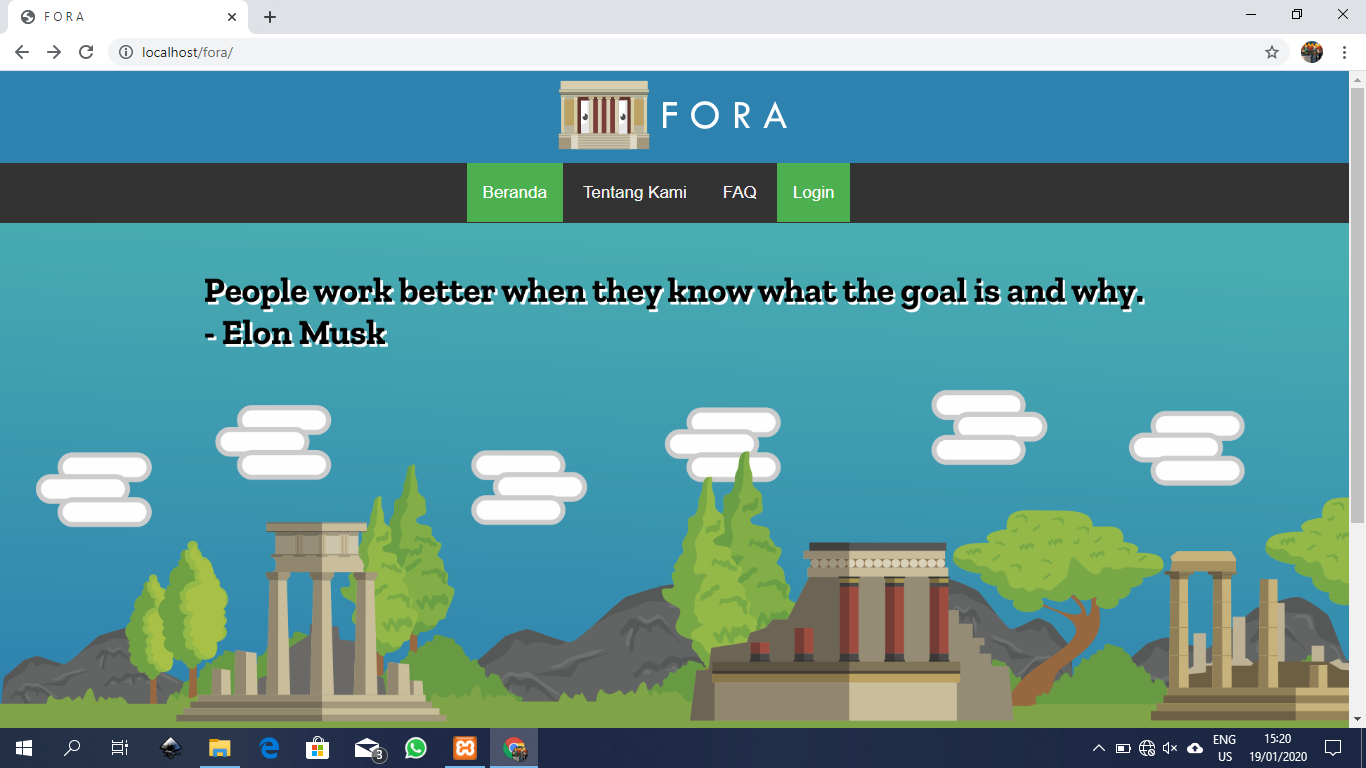 F O R A
localhost/fora/
F O R A
Beranda
Tentang Kami
FAQ
Login
People work better when they know what the goal is and why.
- Elon Musk
3
ENG
US
15:20
19/01/2020